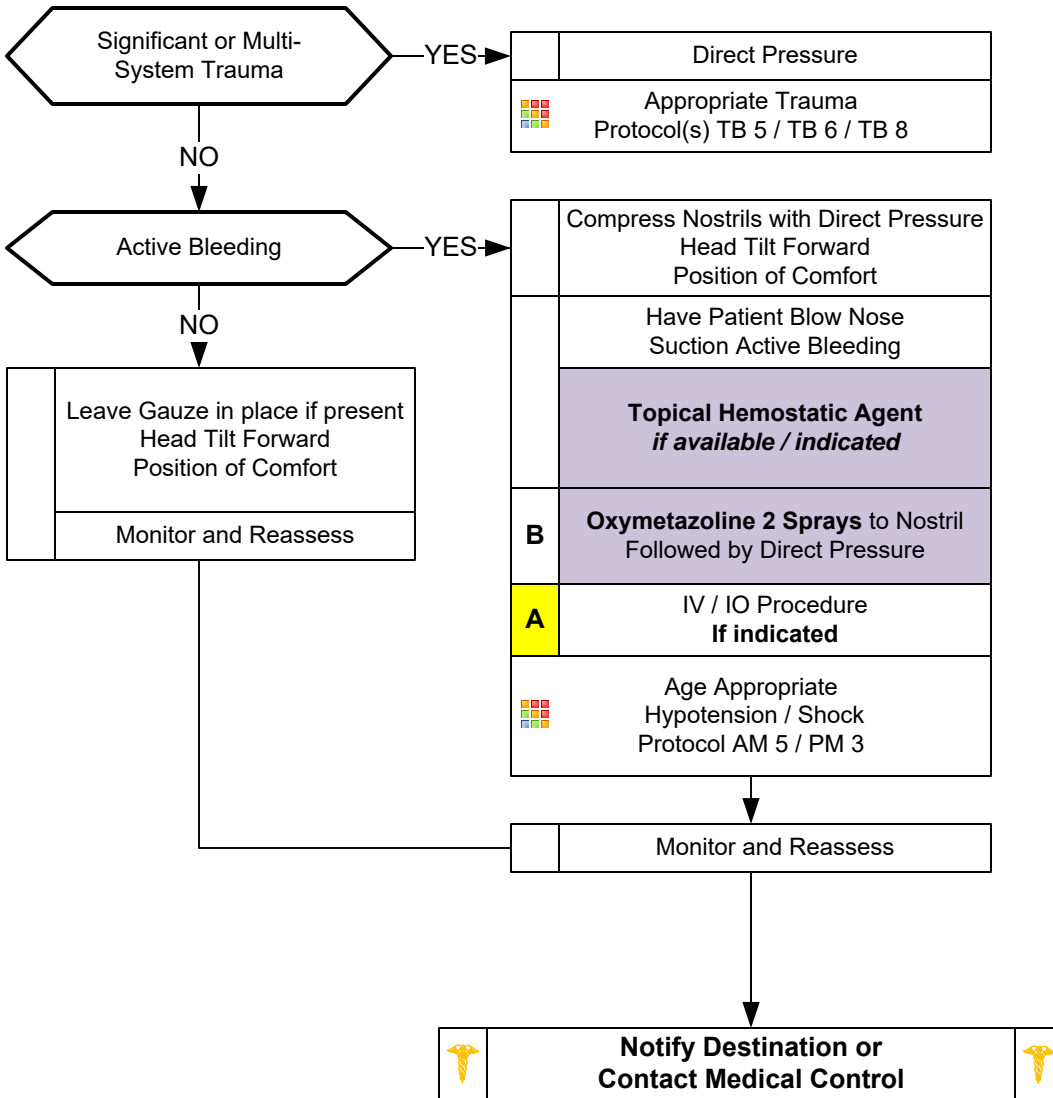 Significant or Multi-
System Trauma
YES
Direct Pressure
Appropriate Trauma
Protocol(s) TB 5 / TB 6 / TB 8
NO
Active Bleeding
YES
Compress Nostrils with Direct Pressure
Head Tilt Forward
Position of Comfort
Have Patient Blow Nose
Suction Active Bleeding
Topical Hemostatic Agent
if available / indicated
B
Oxymetazoline 2 Sprays to Nostril
Followed by Direct Pressure
A
IV / IO Procedure
If indicated
Age Appropriate
Hypotension / Shock
Protocol AM 5 / PM 3
NO
Leave Gauze in place if present
Head Tilt Forward
Position of Comfort
Monitor and Reassess
Monitor and Reassess
Notify Destination or
Contact Medical Control